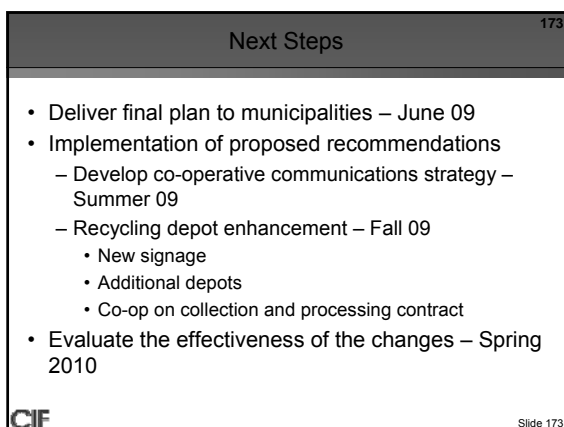 173
Next Steps
• Deliver final plan to municipalities – June 09
• Implementation of proposed recommendations
– Develop co-operative communications strategy –
Summer 09
– Recycling depot enhancement – Fall 09
• New signage
• Additional depots
• Co-op on collection and processing contract
• Evaluate the effectiveness of the changes – Spring
2010
CIF
Slide 173